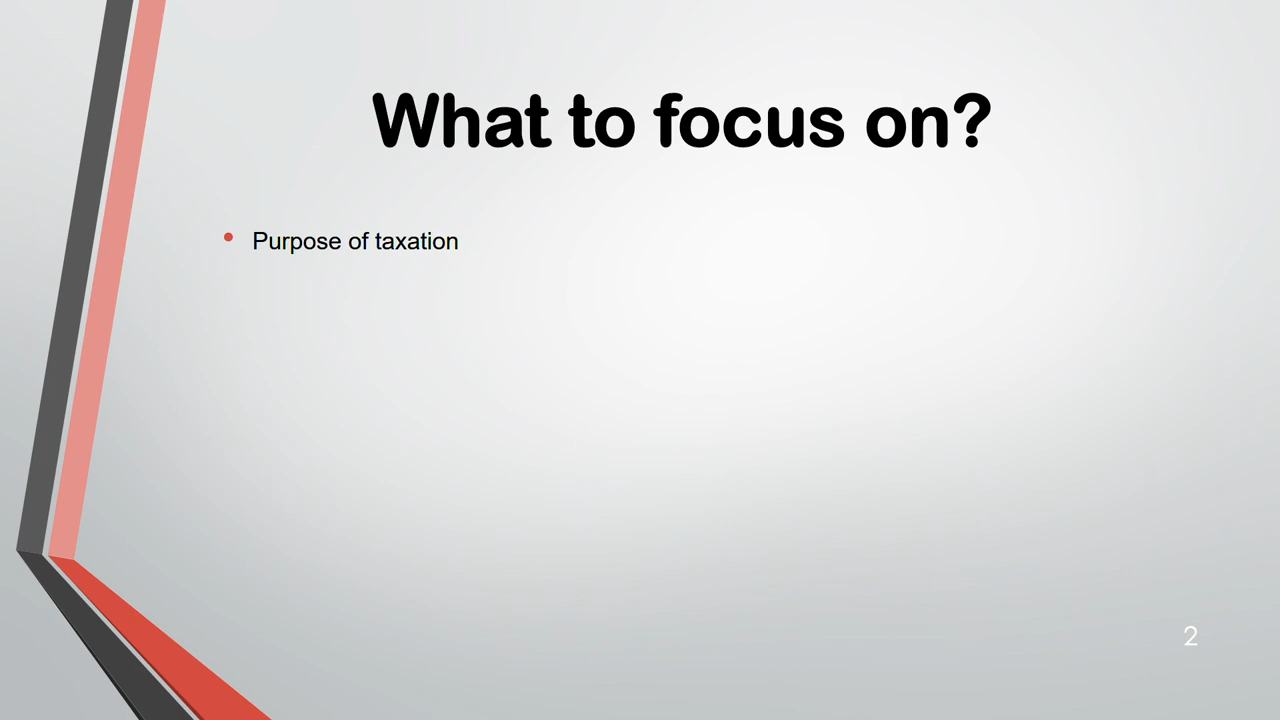 What to focus on?
• Purpose of taxation
2